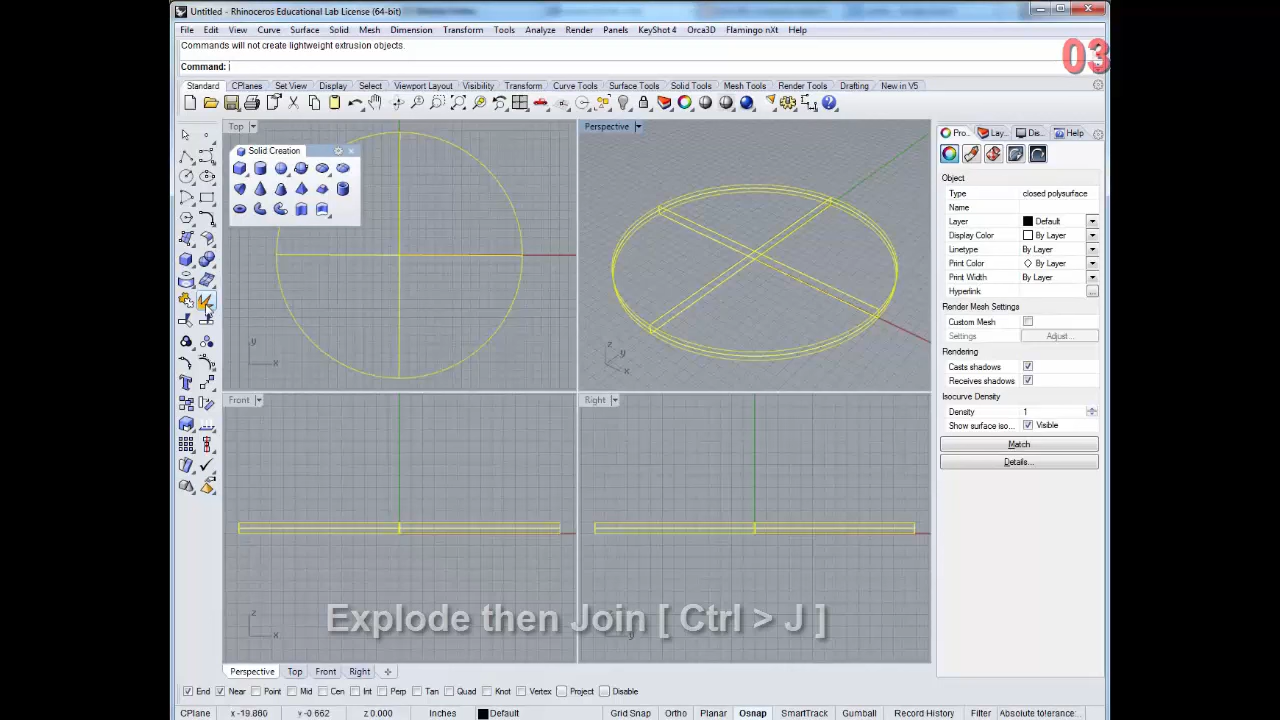 Untitled - Rhinoceros Educational Lab License (64-bit)
File Edit View Curve Surface Solid Mesh Dimension Transform Tools Analyze Render Panels KeyShot 4 Orca3D Flamingo nXt Help
Commands will not create lightweight extrusion objects.
03
Command:
Standard CPlanes Set View Display Select Viewport Layout Visibility Transform Curve Tools Surface Tools Solid Tools Mesh Tools Render Tools Drafting New in V5
Top
Perspective
Pro... Lay... Dis... Help
Solid Creation
Object
Type closed polysurface
Name
Layer Default
Display Color By Layer
Linetype By Layer
Print Color By Layer
Print Width By Layer
Hyperlink ...
Render Mesh Settings
Custom Mesh
Settings Adjust...
Rendering
Casts shadows
Receives shadows
Isocurve Density
Density 1
Show surface iso... Visible
Match
Details...
y
x
z
y
x
Front
Right
Explode then Join [ Ctrl > J ]
z
x
z
y
Perspective Top Front Right
End Near Point Mid Cen Int Perp Tan Quad Knot Vertex Project Disable
CPlane x -19.860 y -0.662 z 0.000 Inches Default Grid Snap Ortho Planar Osnap SmartTrack Gumball Record History Filter Absolute tolerance: